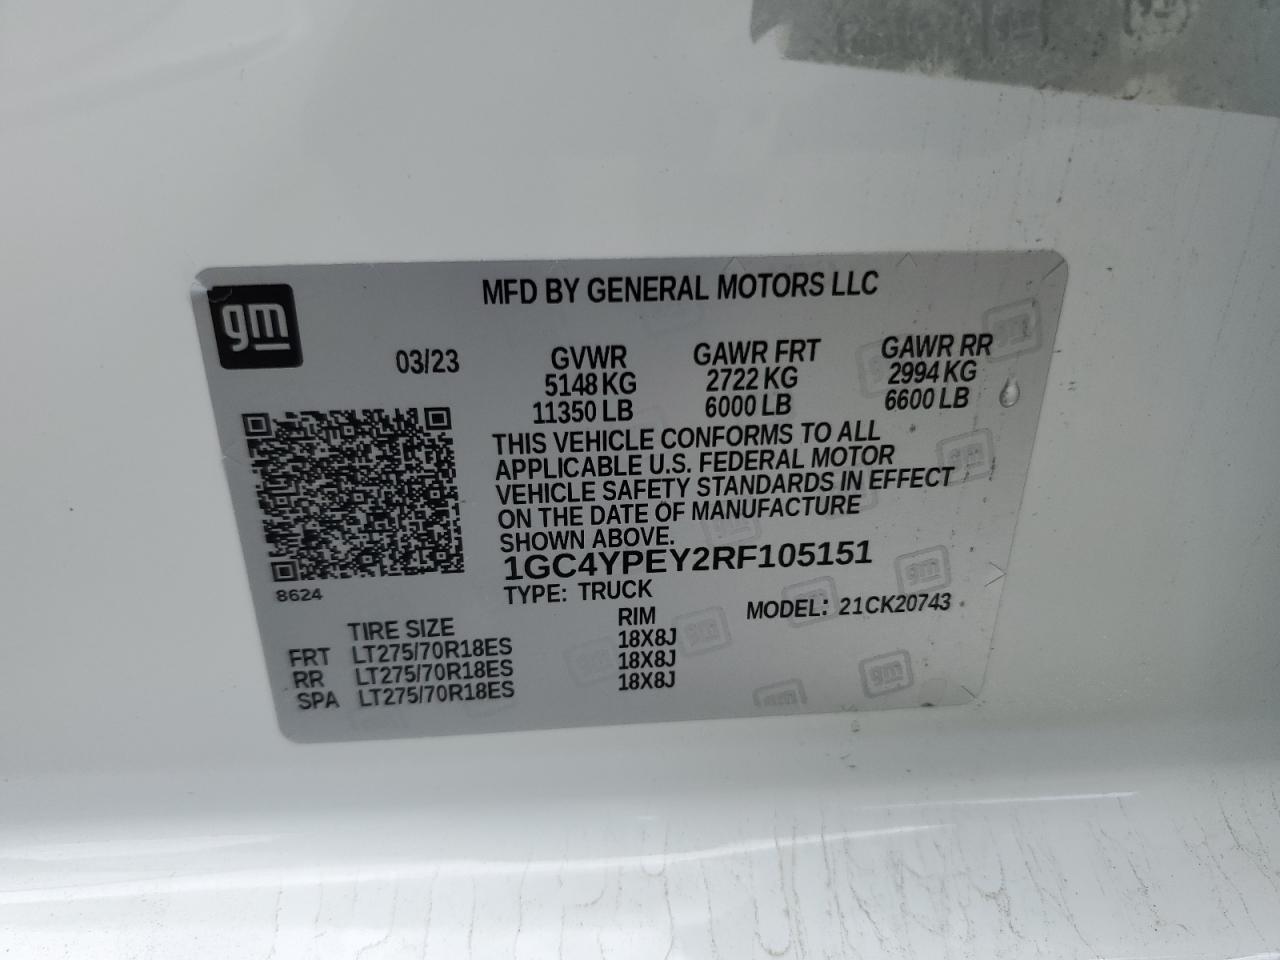 MFD BY GENERAL MOTORS LLC
gm
03/23 GVWR GAWR FRT GAWR RR
5148 KG 2722 KG 2994 KG
11350 LB 6000 LB 6600 LB
THIS VEHICLE CONFORMS TO ALL
APPLICABLE U.S. FEDERAL MOTOR
VEHICLE SAFETY STANDARDS IN EFFECT
ON THE DATE OF MANUFACTURE
SHOWN ABOVE.
1GC4YPEY2RF105151
8624
TYPE: TRUCK MODEL: 21CK20743
TIRE SIZE RIM
FRT LT275/70R18ES 18X8J
RR LT275/70R18ES 18X8J
SPA LT275/70R18ES 18X8J